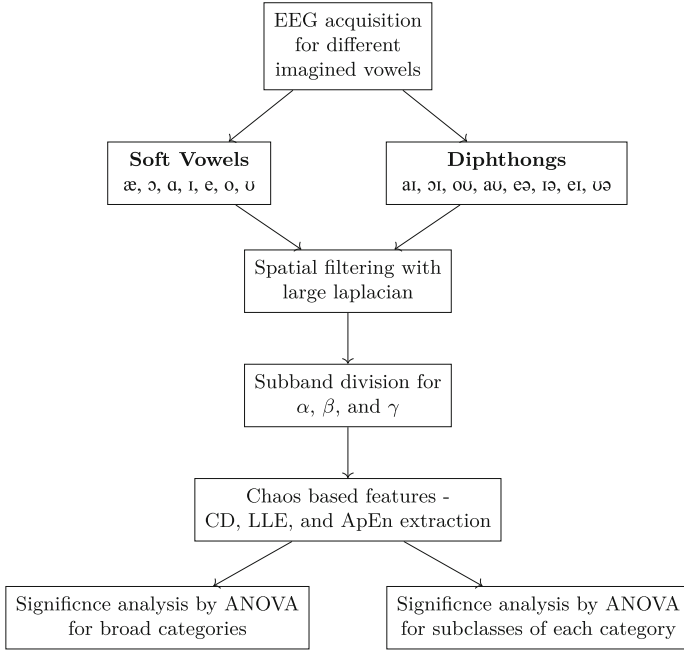 EEG acquisition
for different
imagined vowels
Soft Vowels
æ, ɔ, ɑ, ɪ, e, o, ʊ
Diphthongs
aɪ, ɔɪ, oʊ, aʊ, eə, ɪə, eɪ, ʊə
Spatial filtering with
large laplacian
Subband division for
α, β, and γ
Chaos based features -
CD, LLE, and ApEn extraction
Significnce analysis by ANOVA
for broad categories
Significnce analysis by ANOVA
for subclasses of each category